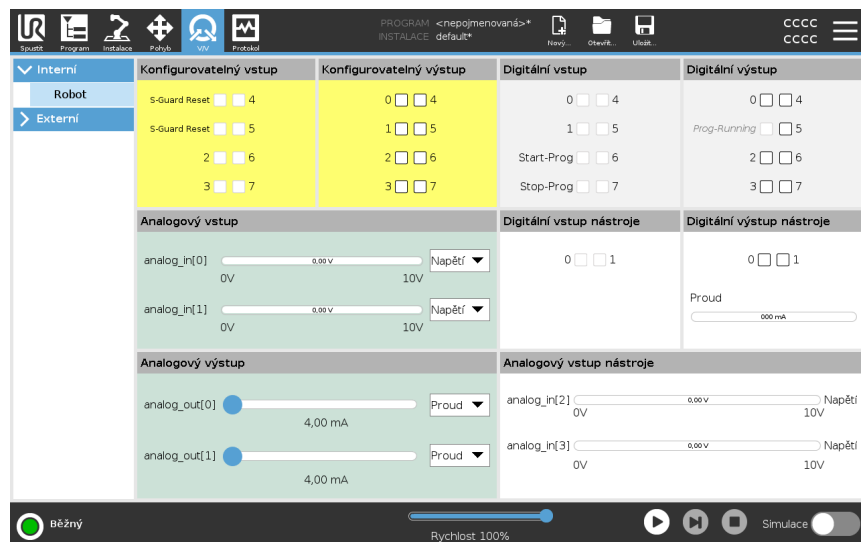 PROGRAM <nepojmenovaná>*
INSTALACE default*
CCCC
CCCC
Spustit Program Instalace Pohyb V/V Protokol Nový... Otevřít... Uložit...
Interní
Robot
Externí
Konfigurovatelný vstup
S-Guard Reset 4
S-Guard Reset 5
2 6
3 7
Konfigurovatelný výstup
0 4
1 5
2 6
3 7
Digitální vstup
0 4
1 5
Start-Prog 6
Stop-Prog 7
Digitální výstup
0 4
Prog-Running 5
2 6
3 7
Analogový vstup
analog_in[0] 0,00 V Napětí
0V 10V
analog_in[1] 0,00 V Napětí
0V 10V
Digitální vstup nástroje
0 1
Digitální výstup nástroje
0 1
Proud
000 mA
Analogový výstup
analog_out[0] Proud
4,00 mA
analog_out[1] Proud
4,00 mA
Analogový vstup nástroje
analog_in[2] 0,00 V Napětí
0V 10V
analog_in[3] 0,00 V Napětí
0V 10V
Běžný
Rychlost 100%
Simulace